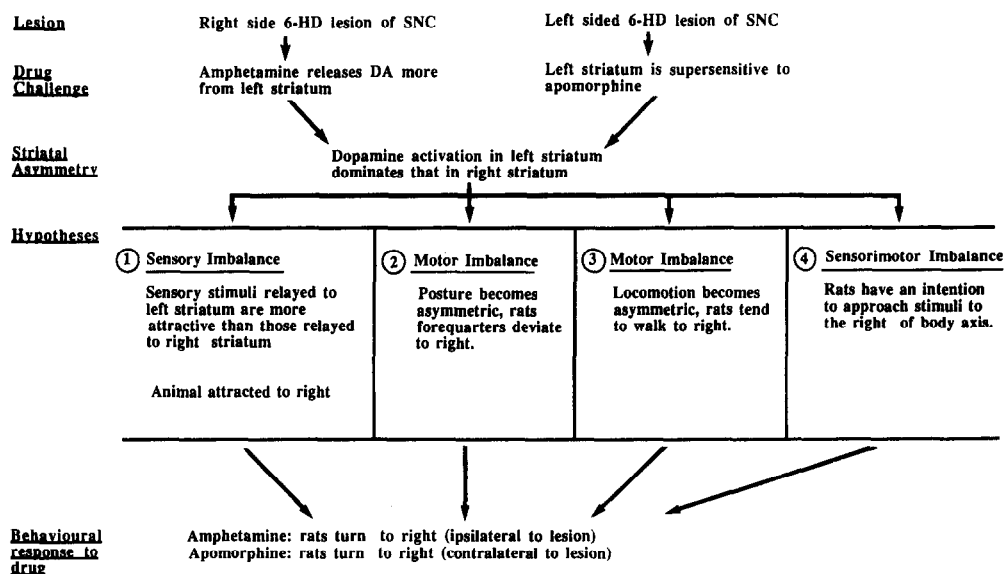 Lesion
Right side 6-HD lesion of SNC
Left sided 6-HD lesion of SNC
Drug
Challenge
Amphetamine releases DA more
from left striatum
Left striatum is supersensitive to
apomorphine
Striatal
Asymmetry
Dopamine activation in left striatum
dominates that in right striatum
Hypotheses
1 Sensory Imbalance
Sensory stimuli relayed to
left striatum are more
attractive than those relayed
to right striatum
Animal attracted to right
2 Motor Imbalance
Posture becomes
asymmetric, rats
forequarters deviate
to right.
3 Motor Imbalance
Locomotion becomes
asymmetric, rats tend
to walk to right.
4 Sensorimotor Imbalance
Rats have an intention
to approach stimuli to
the right of body axis.
Behavioural
response to
drug
Amphetamine: rats turn to right (ipsilateral to lesion)
Apomorphine: rats turn to right (contralateral to lesion)